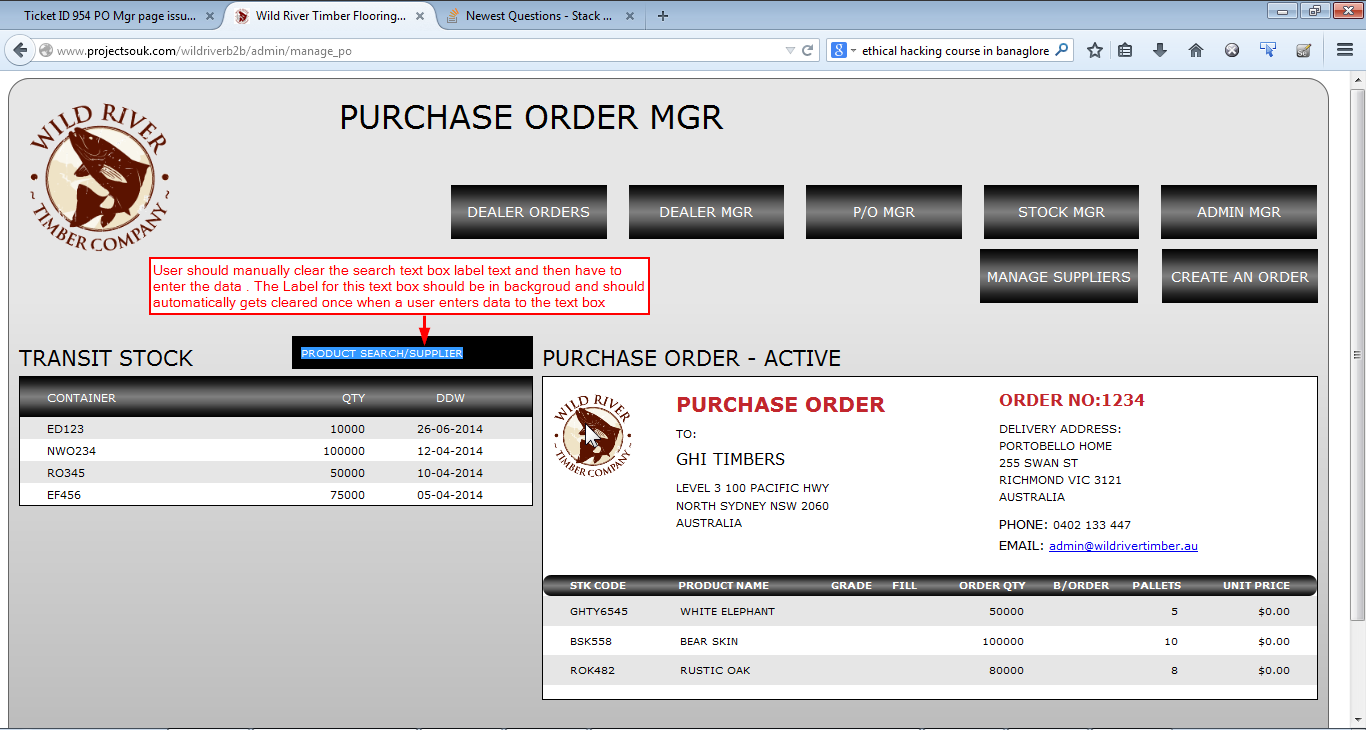 Ticket ID 954 PO Mgr page issu...
Wild River Timber Flooring...
Newest Questions - Stack ...
www.projectsouk.com/wildriverb2b/admin/manage_po
8
ethical hacking course in banaglore
WILD RIVER
TIMBER COMPANY
PURCHASE ORDER MGR
DEALER ORDERS
DEALER MGR
P/O MGR
STOCK MGR
ADMIN MGR
MANAGE SUPPLIERS
CREATE AN ORDER
User should manually clear the search text box label text and then have to
enter the data . The Label for this text box should be in backgroud and should
automatically gets cleared once when a user enters data to the text box
TRANSIT STOCK
PRODUCT SEARCH/SUPPLIER
CONTAINER QTY DDW
ED123 10000 26-06-2014
NWO234 100000 12-04-2014
RO345 50000 10-04-2014
EF456 75000 05-04-2014
PURCHASE ORDER - ACTIVE
WILD RIVER
TIMBER COMPANY
PURCHASE ORDER
TO:
GHI TIMBERS
LEVEL 3 100 PACIFIC HWY
NORTH SYDNEY NSW 2060
AUSTRALIA
ORDER NO:1234
DELIVERY ADDRESS:
PORTOBELLO HOME
255 SWAN ST
RICHMOND VIC 3121
AUSTRALIA
PHONE: 0402 133 447
EMAIL: admin@wildrivertimber.au
STK CODE PRODUCT NAME GRADE FILL ORDER QTY B/ORDER PALLETS UNIT PRICE
GHTY6545 WHITE ELEPHANT 50000 5 $0.00
BSK558 BEAR SKIN 100000 10 $0.00
ROK482 RUSTIC OAK 80000 8 $0.00